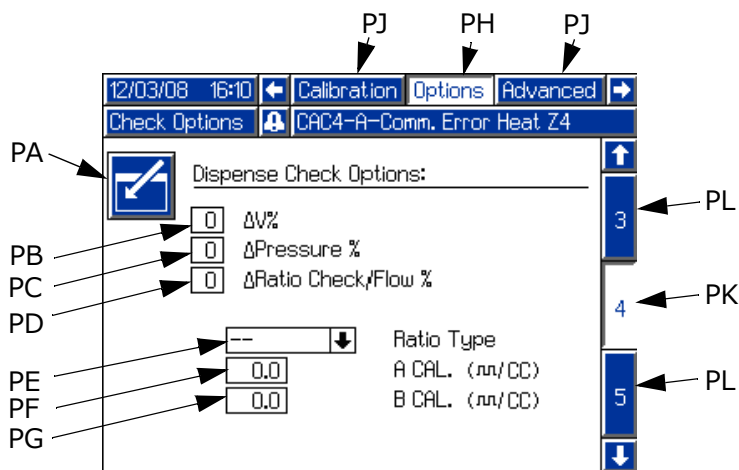 PJ PH PJ
12/03/08 16:10 Calibration Options Advanced
Check Options CAC4-A-Comm. Error Heat Z4
PA
Dispense Check Options:
3 PL
0 ΔV%
PB 0 ΔPressure %
PC 0 ΔRatio Check/Flow %
PD
4 PK
-- Ratio Type
PE 0.0 A CAL. (/CC)
PF 0.0 B CAL. (/CC)
PG
5 PL